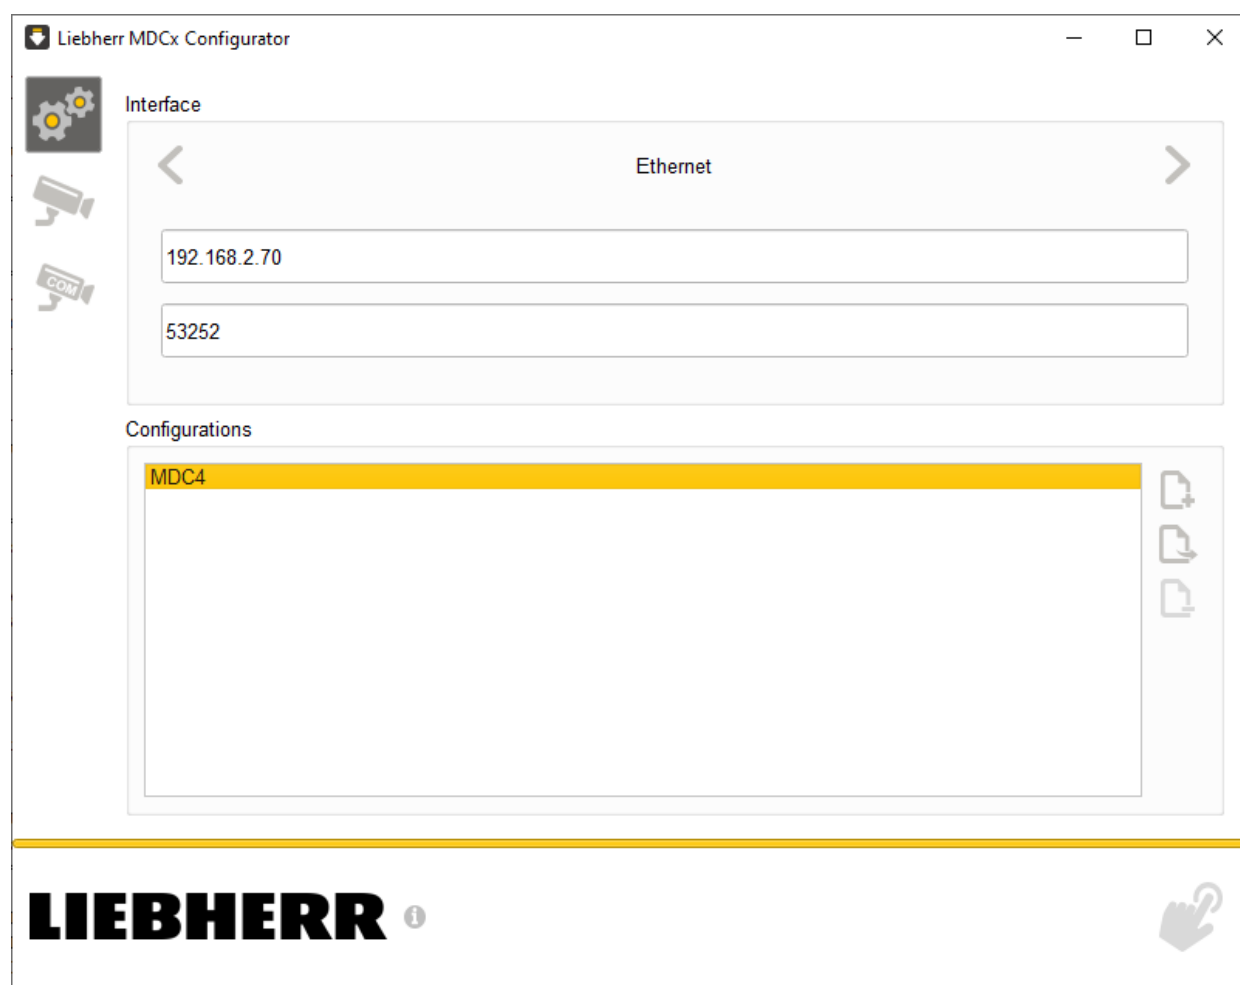 Liebherr MDCx Configurator
Interface
Ethernet
192.168.2.70
COM
53252
Configurations
MDC4
LIEBHERR